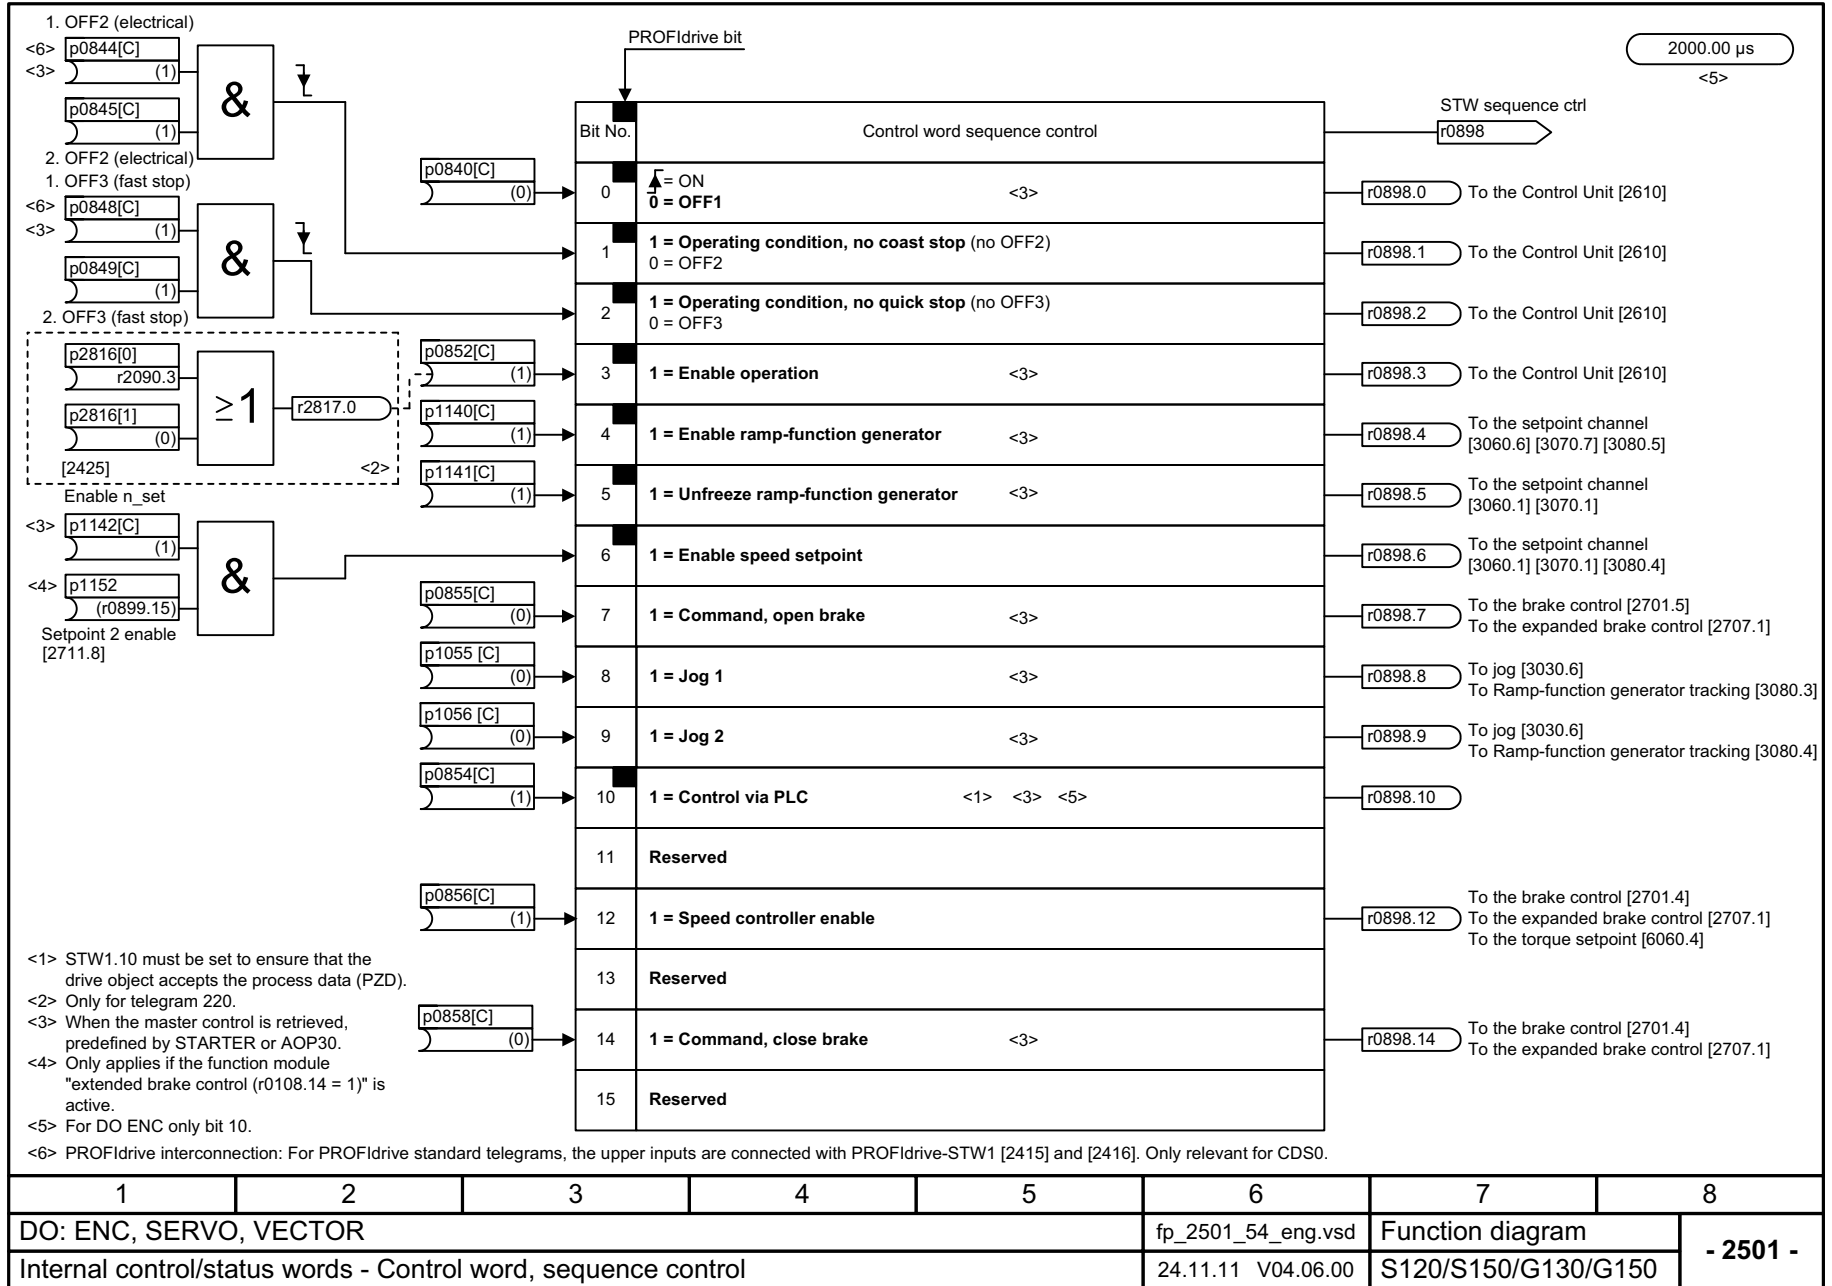 1. OFF2 (electrical)
<6>
p0844[C]
<3>
(1)
&
p0845[C]
(1)
2. OFF2 (electrical)
1. OFF3 (fast stop)
<6>
p0848[C]
<3>
(1)
&
p0849[C]
(1)
2. OFF3 (fast stop)
p2816[0]
r2090.3
≥1
r2817.0
p2816[1]
(0)
[2425]
<2>
Enable n_set
<3>
p1142[C]
(1)
&
<4>
p1152
(r0899.15)
Setpoint 2 enable
[2711.8]
PROFIdrive bit
2000.00 µs
<5>
Bit No.
Control word sequence control
STW sequence ctrl
r0898
p0840[C]
(0)
0
= ON
0 = OFF1
<3>
r0898.0
To the Control Unit [2610]
1
1 = Operating condition, no coast stop (no OFF2)
0 = OFF2
r0898.1
To the Control Unit [2610]
2
1 = Operating condition, no quick stop (no OFF3)
0 = OFF3
r0898.2
To the Control Unit [2610]
p0852[C]
(1)
3
1 = Enable operation
<3>
r0898.3
To the Control Unit [2610]
p1140[C]
(1)
4
1 = Enable ramp-function generator
<3>
r0898.4
To the setpoint channel
[3060.6] [3070.7] [3080.5]
p1141[C]
(1)
5
1 = Unfreeze ramp-function generator
<3>
r0898.5
To the setpoint channel
[3060.1] [3070.1]
6
1 = Enable speed setpoint
r0898.6
To the setpoint channel
[3060.1] [3070.1] [3080.4]
p0855[C]
(0)
7
1 = Command, open brake
<3>
r0898.7
To the brake control [2701.5]
To the expanded brake control [2707.1]
p1055 [C]
(0)
8
1 = Jog 1
<3>
r0898.8
To jog [3030.6]
To Ramp-function generator tracking [3080.3]
p1056 [C]
(0)
9
1 = Jog 2
<3>
r0898.9
To jog [3030.6]
To Ramp-function generator tracking [3080.4]
p0854[C]
(1)
10
1 = Control via PLC
<1> <3> <5>
r0898.10
11
Reserved
p0856[C]
(1)
12
1 = Speed controller enable
r0898.12
To the brake control [2701.4]
To the expanded brake control [2707.1]
To the torque setpoint [6060.4]
13
Reserved
p0858[C]
(0)
14
1 = Command, close brake
<3>
r0898.14
To the brake control [2701.4]
To the expanded brake control [2707.1]
15
Reserved
<1> STW1.10 must be set to ensure that the
drive object accepts the process data (PZD).
<2> Only for telegram 220.
<3> When the master control is retrieved,
predefined by STARTER or AOP30.
<4> Only applies if the function module
"extended brake control (r0108.14 = 1)" is
active.
<5> For DO ENC only bit 10.
<6> PROFIdrive interconnection: For PROFIdrive standard telegrams, the upper inputs are connected with PROFIdrive-STW1 [2415] and [2416]. Only relevant for CDS0.
1 2 3 4 5 6 7 8
DO: ENC, SERVO, VECTOR
fp_2501_54_eng.vsd
Function diagram
- 2501 -
Internal control/status words - Control word, sequence control
24.11.11 V04.06.00
S120/S150/G130/G150